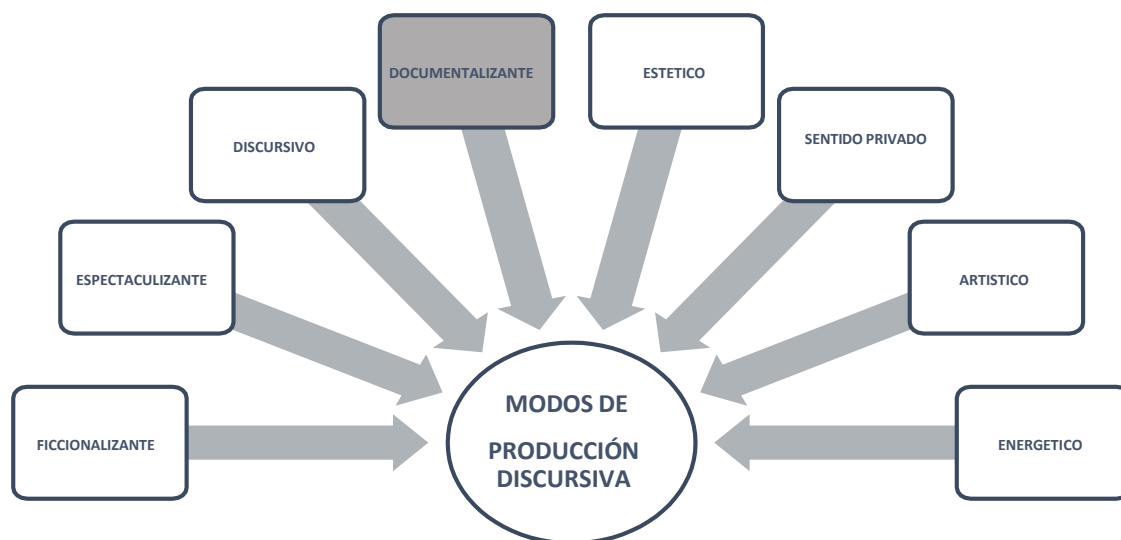 DOCUMENTALIZANTE
ESTETICO
DISCURSIVO
SENTIDO PRIVADO
ESPECTACULIZANTE
ARTISTICO
FICCIONALIZANTE
MODOS DE
PRODUCCIÓN
DISCURSIVA
ENERGETICO